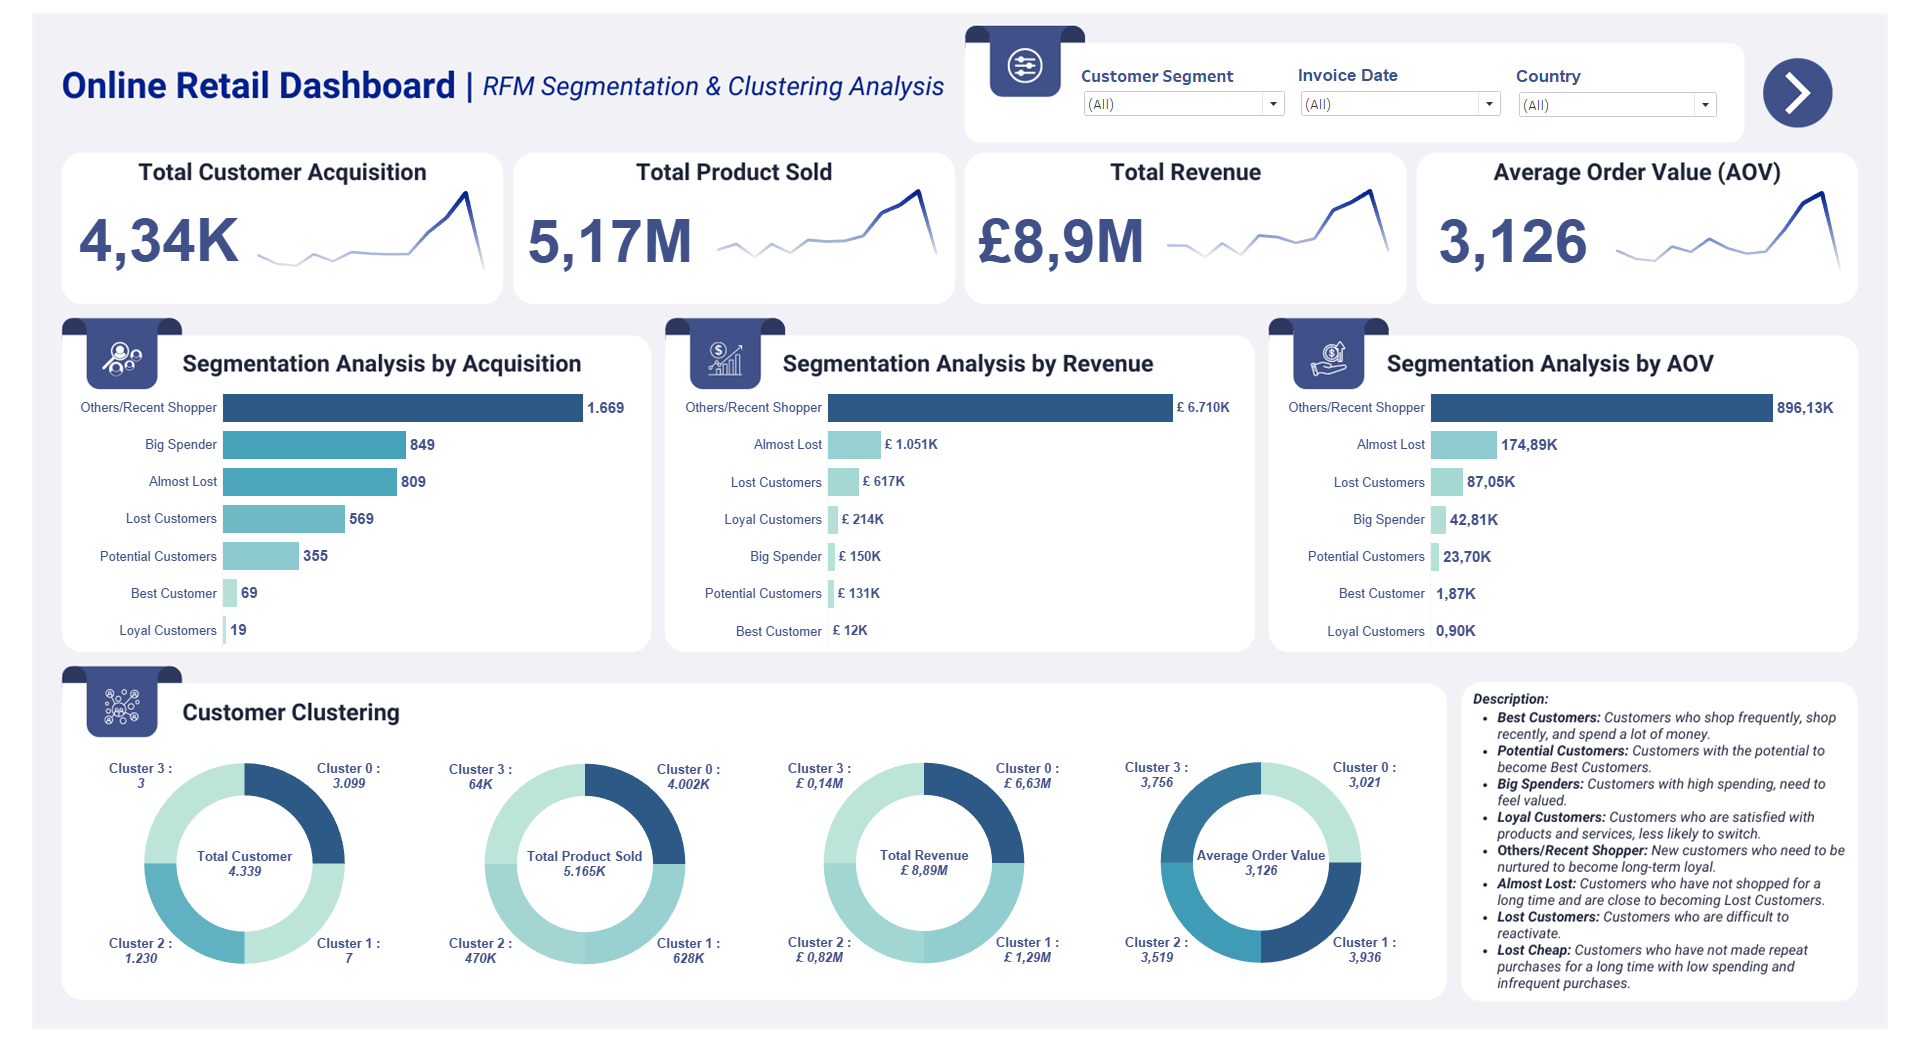 Online Retail Dashboard | RFM Segmentation & Clustering Analysis
Customer Segment
(All)
Invoice Date
(All)
Country
(All)
Total Customer Acquisition
4,34K
Total Product Sold
5,17M
Total Revenue
£8,9M
Average Order Value (AOV)
3,126
Segmentation Analysis by Acquisition
Others/Recent Shopper 1.669
Big Spender 849
Almost Lost 809
Lost Customers 569
Potential Customers 355
Best Customer 69
Loyal Customers 19
Segmentation Analysis by Revenue
Others/Recent Shopper £ 6.710K
Almost Lost £ 1.051K
Lost Customers £ 617K
Loyal Customers £ 214K
Big Spender £ 150K
Potential Customers £ 131K
Best Customer £ 12K
Segmentation Analysis by AOV
Others/Recent Shopper 896,13K
Almost Lost 174,89K
Lost Customers 87,05K
Big Spender 42,81K
Potential Customers 23,70K
Best Customer 1,87K
Loyal Customers 0,90K
Customer Clustering
Cluster 3 :
3
Cluster 0 :
3.099
Total Customer
4.339
Cluster 2 :
1.230
Cluster 1 :
7
Cluster 3 :
64K
Cluster 0 :
4.002K
Total Product Sold
5.165K
Cluster 2 :
470K
Cluster 1 :
628K
Cluster 3 :
£ 0,14M
Cluster 0 :
£ 6,63M
Total Revenue
£ 8,89M
Cluster 2 :
£ 0,82M
Cluster 1 :
£ 1,29M
Cluster 3 :
3,756
Cluster 0 :
3,021
Average Order Value
3,126
Cluster 2 :
3,519
Cluster 1 :
3,936
Description:
• Best Customers: Customers who shop frequently, shop
recently, and spend a lot of money.
• Potential Customers: Customers with the potential to
become Best Customers.
• Big Spenders: Customers with high spending, need to
feel valued.
• Loyal Customers: Customers who are satisfied with
products and services, less likely to switch.
• Others/Recent Shopper: New customers who need to be
nurtured to become long-term loyal.
• Almost Lost: Customers who have not shopped for a
long time and are close to becoming Lost Customers.
• Lost Customers: Customers who are difficult to
reactivate.
• Lost Cheap: Customers who have not made repeat
purchases for a long time with low spending and
infrequent purchases.